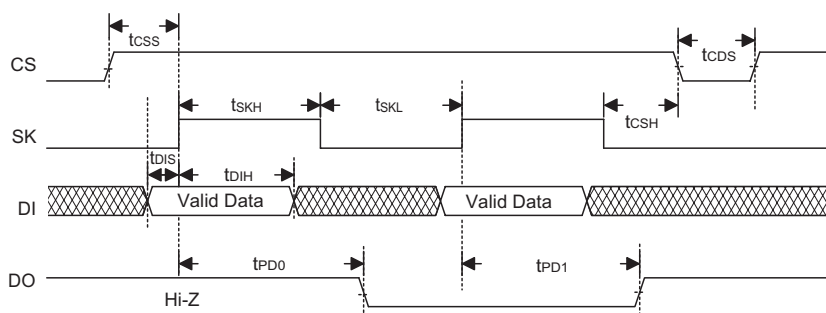 tCSS
tCDS
CS
tSKH
tSKL
tCSH
SK
tDIS
tDIH
DI
Valid Data
Valid Data
tPD0
tPD1
DO
Hi-Z